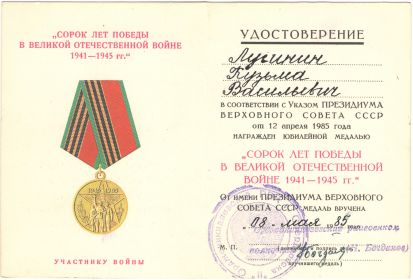 „СОРОК ЛЕТ ПОБЕДЫ
В ВЕЛИКОЙ ОТЕЧЕСТВЕННОЙ ВОЙНЕ
1941—1945 гг.“
УЧАСТНИКУ ВОЙНЫ
УДОСТОВЕРЕНИЕ
Кузьма
Васильевич
В СООТВЕТСТВИИ С УКАЗОМ ПРЕЗИДИУМА
ВЕРХОВНОГО СОВЕТА СССР
от 12 апреля 1985 года
НАГРАЖДЕН ЮБИЛЕЙНОЙ МЕДАЛЬЮ
„СОРОК ЛЕТ ПОБЕДЫ
В ВЕЛИКОЙ ОТЕЧЕСТВЕННОЙ
ВОЙНЕ 1941—1945 гг.“
ОТ ИМЕНИ ПРЕЗИДИУМА ВЕРХОВНОГО
СОВЕТА СССР МЕДАЛЬ ВРУЧЕНА
"08" мая 1985 года
М. П.